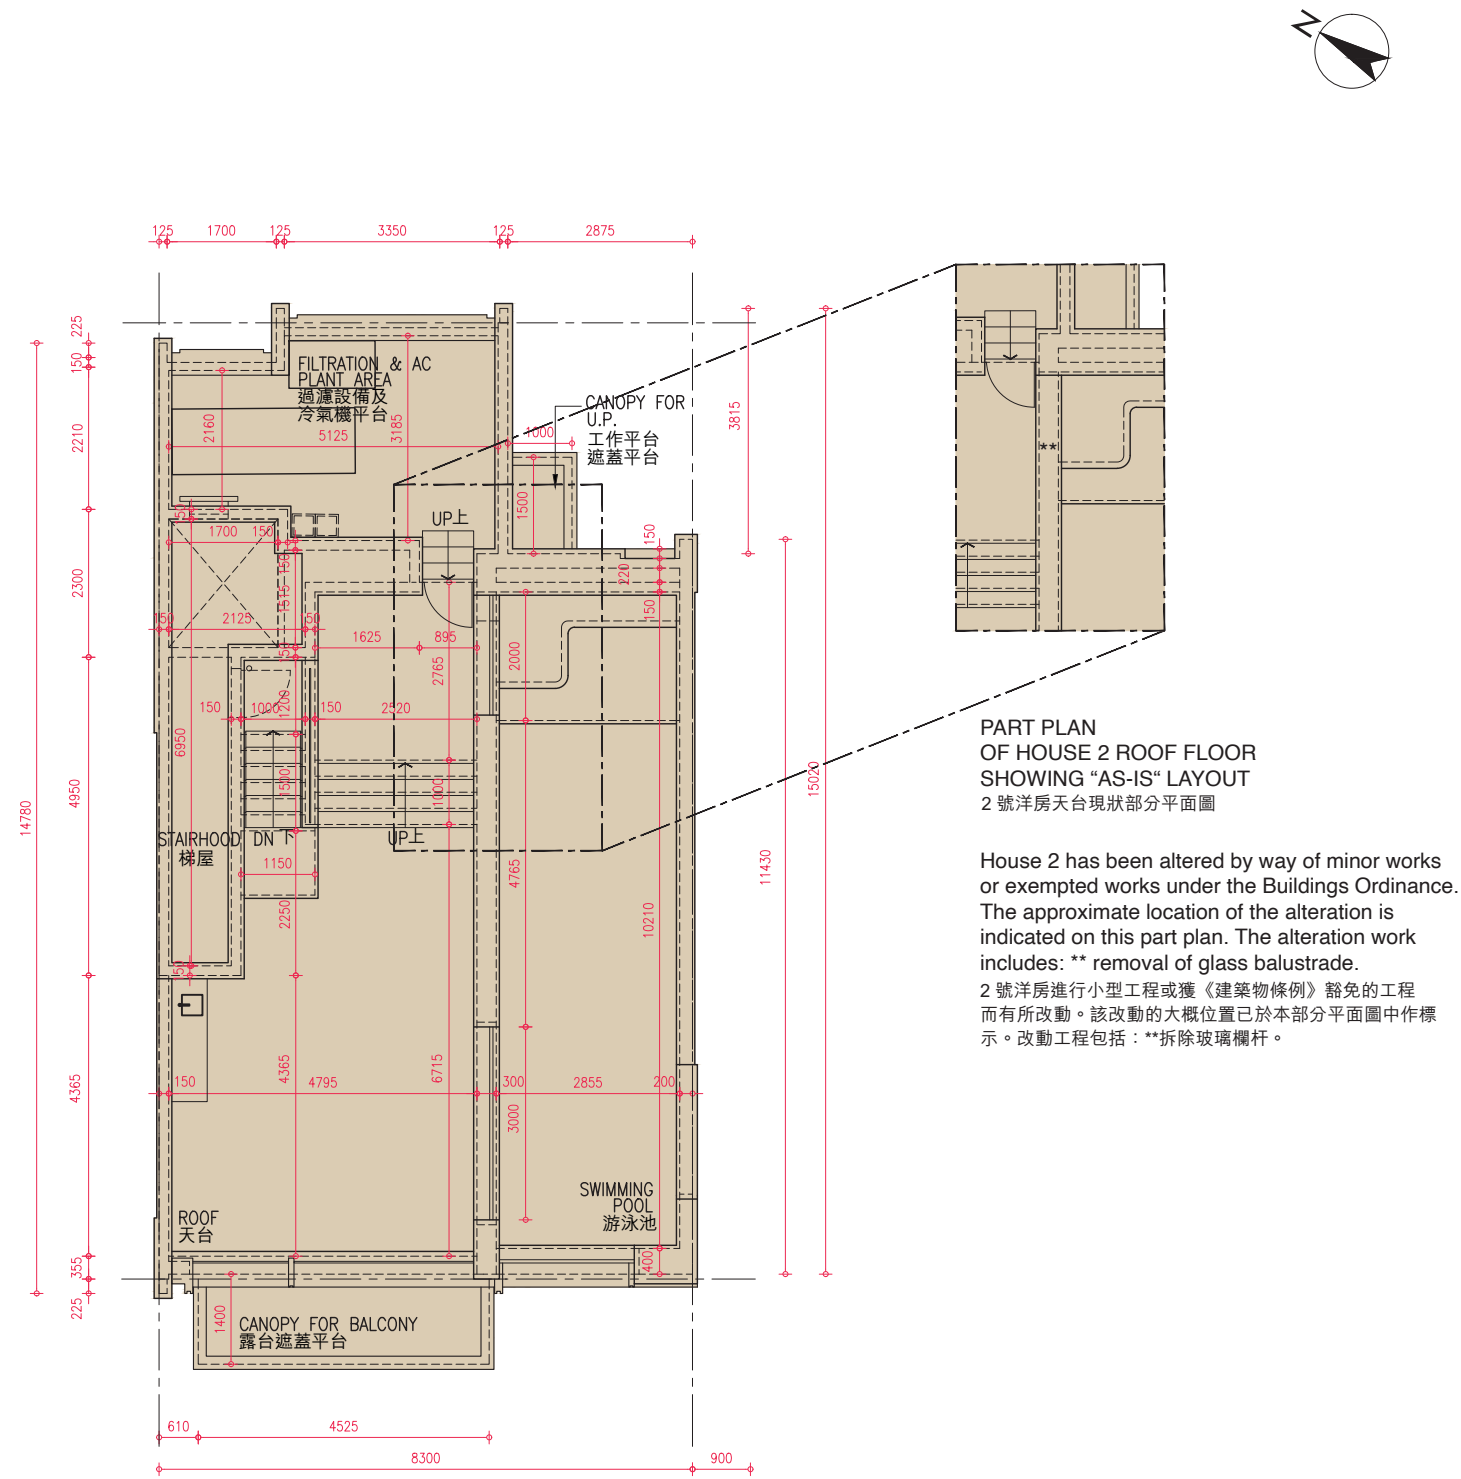 N
125 1700 125 3350 125 2875
225
150
2210
2300
4950
14780
4365
355
225
FILTRATION & AC
PLANT AREA
過濾設備及
冷氣機平台
2160
5125
3185
CANOPY FOR
U.P.
工作平台
遮蓋平台
1000
1500
3815
UP上
150
1700 150
150
1515
150
220
150
150 2125 150
1625 895
150
2765
2000
1200
150 1000 150 2520
6950
1500
1000
15020
STAIRHOOD DN 下
梯屋
UP上
1150
4765
11430
2250
10210
150
4365
6715
150 4795 300 2855 200
3000
SWIMMING
POOL
游泳池
ROOF
天台
400
1400
CANOPY FOR BALCONY
露台遮蓋平台
610 4525
8300 900
**
PART PLAN
OF HOUSE 2 ROOF FLOOR
SHOWING “AS-IS“ LAYOUT
2 號洋房天台現狀部分平面圖
House 2 has been altered by way of minor works
or exempted works under the Buildings Ordinance.
The approximate location of the alteration is
indicated on this part plan. The alteration work
includes: ** removal of glass balustrade.
2 號洋房進行小型工程或獲《建築物條例》豁免的工程
而有所改動。該改動的大概位置已於本部分平面圖中作標
示。改動工程包括：**拆除玻璃欄杆。